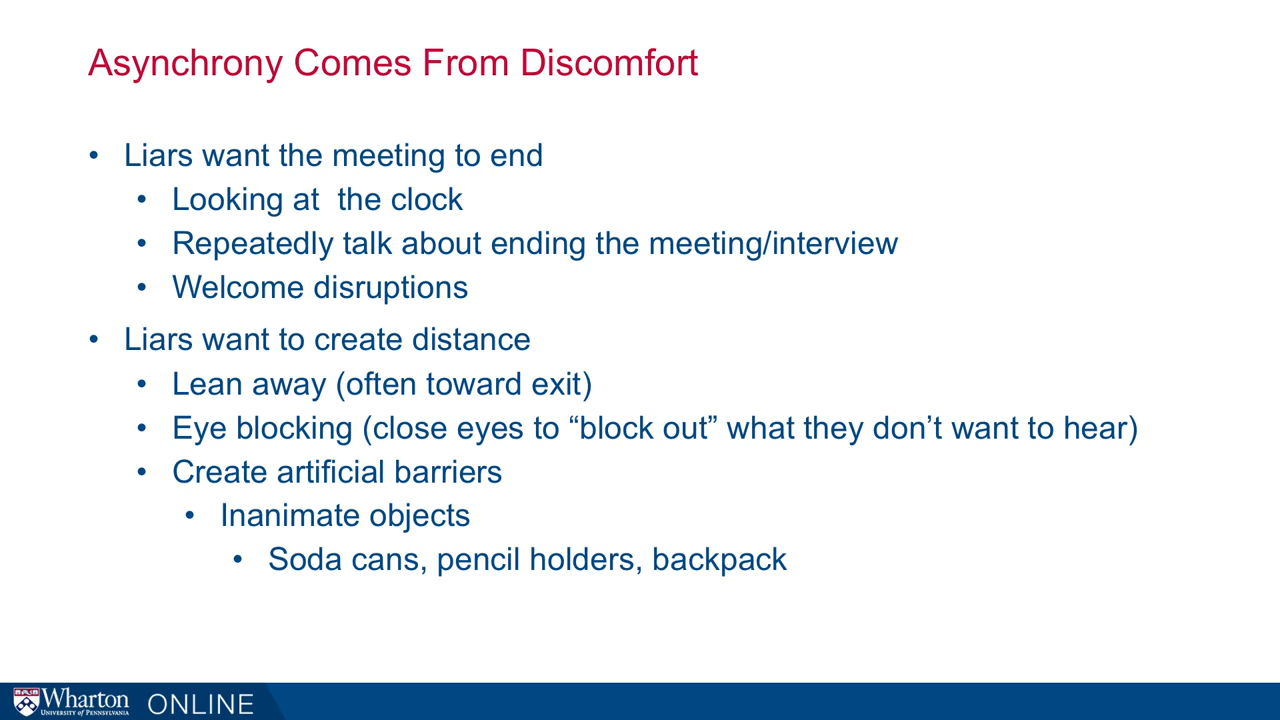 Asynchrony Comes From Discomfort
• Liars want the meeting to end
• Looking at  the clock
• Repeatedly talk about ending the meeting/interview
• Welcome disruptions
• Liars want to create distance
• Lean away (often toward exit)
• Eye blocking (close eyes to “block out” what they don’t want to hear)
• Create artificial barriers
• Inanimate objects
• Soda cans, pencil holders, backpack
Wharton
University of Pennsylvania
ONLINE